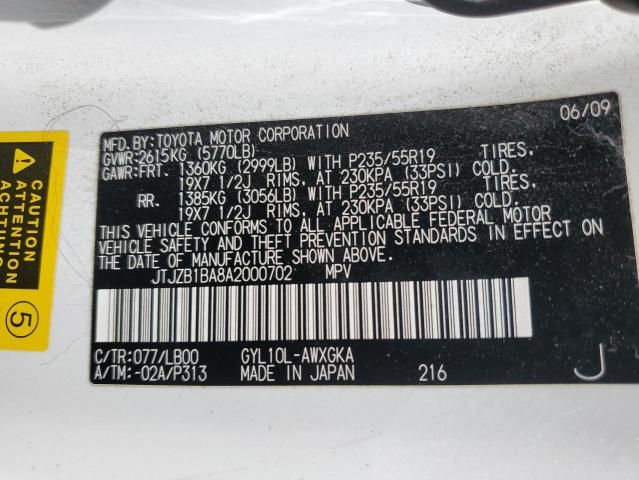 06/09
MFD. BY: TOYOTA MOTOR CORPORATION
GVWR: 2615KG (5770LB)
GAWR: FRT. 1360KG (2999LB) WITH P235/55R19 TIRES,
19X7 1/2J RIMS, AT 230KPA (33PSI) COLD.
RR. 1385KG (3056LB) WITH P235/55R19 TIRES,
19X7 1/2J RIMS, AT 230KPA (33PSI) COLD.
THIS VEHICLE CONFORMS TO ALL APPLICABLE FEDERAL MOTOR
VEHICLE SAFETY AND THEFT PREVENTION STANDARDS IN EFFECT ON
THE DATE OF MANUFACTURE SHOWN ABOVE.
JTJZB1BA8A2000702 MPV
C/TR: 077/LB00 GYL10L-AWXGKA
A/TM: -02A/P313 MADE IN JAPAN 216 J
ATTENTION
ACHTUNG
5